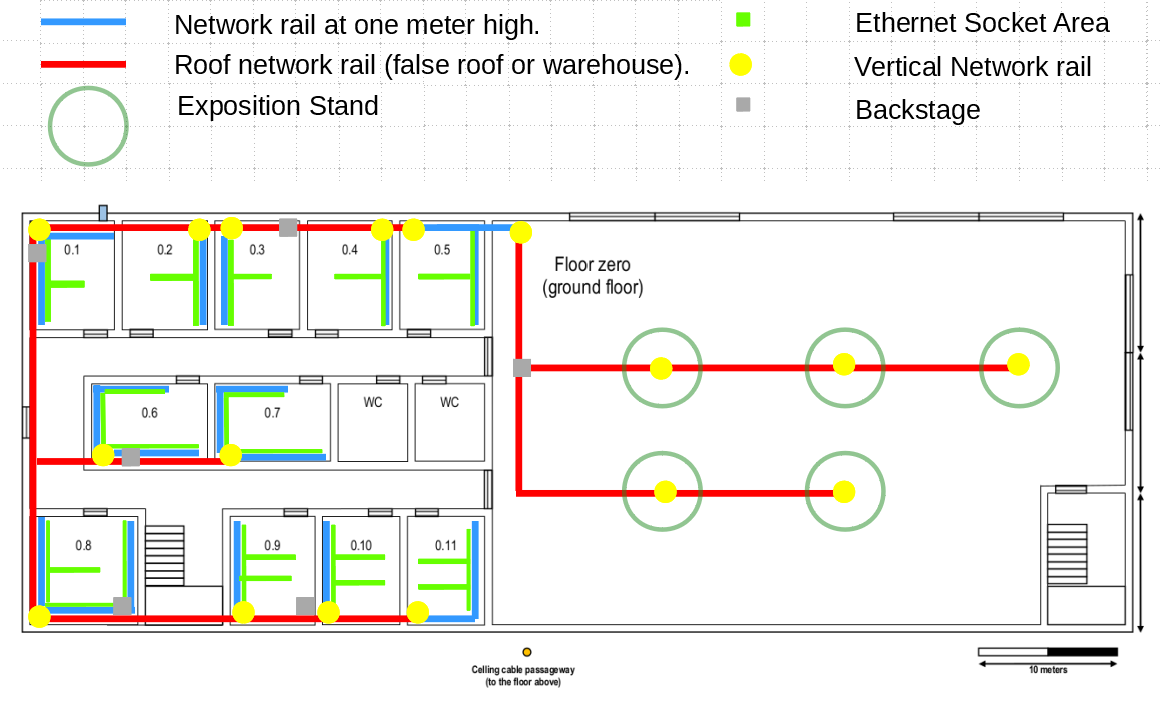 Network rail at one meter high.
Ethernet Socket Area
Roof network rail (false roof or warehouse).
Vertical Network rail
Exposition Stand
Backstage
0.1
0.2
0.3
0.4
0.5
Floor zero
(ground floor)
0.6
0.7
WC
WC
0.8
0.9
0.10
0.11
Celling cable passageway
(to the floor above)
10 meters